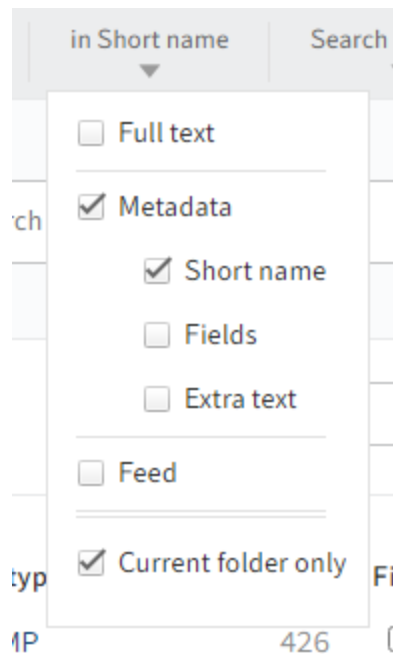 in Short name
Search
Full text
Metadata
rch
Short name
Fields
Extra text
Feed
Current folder only
typ
Fi
MP
426